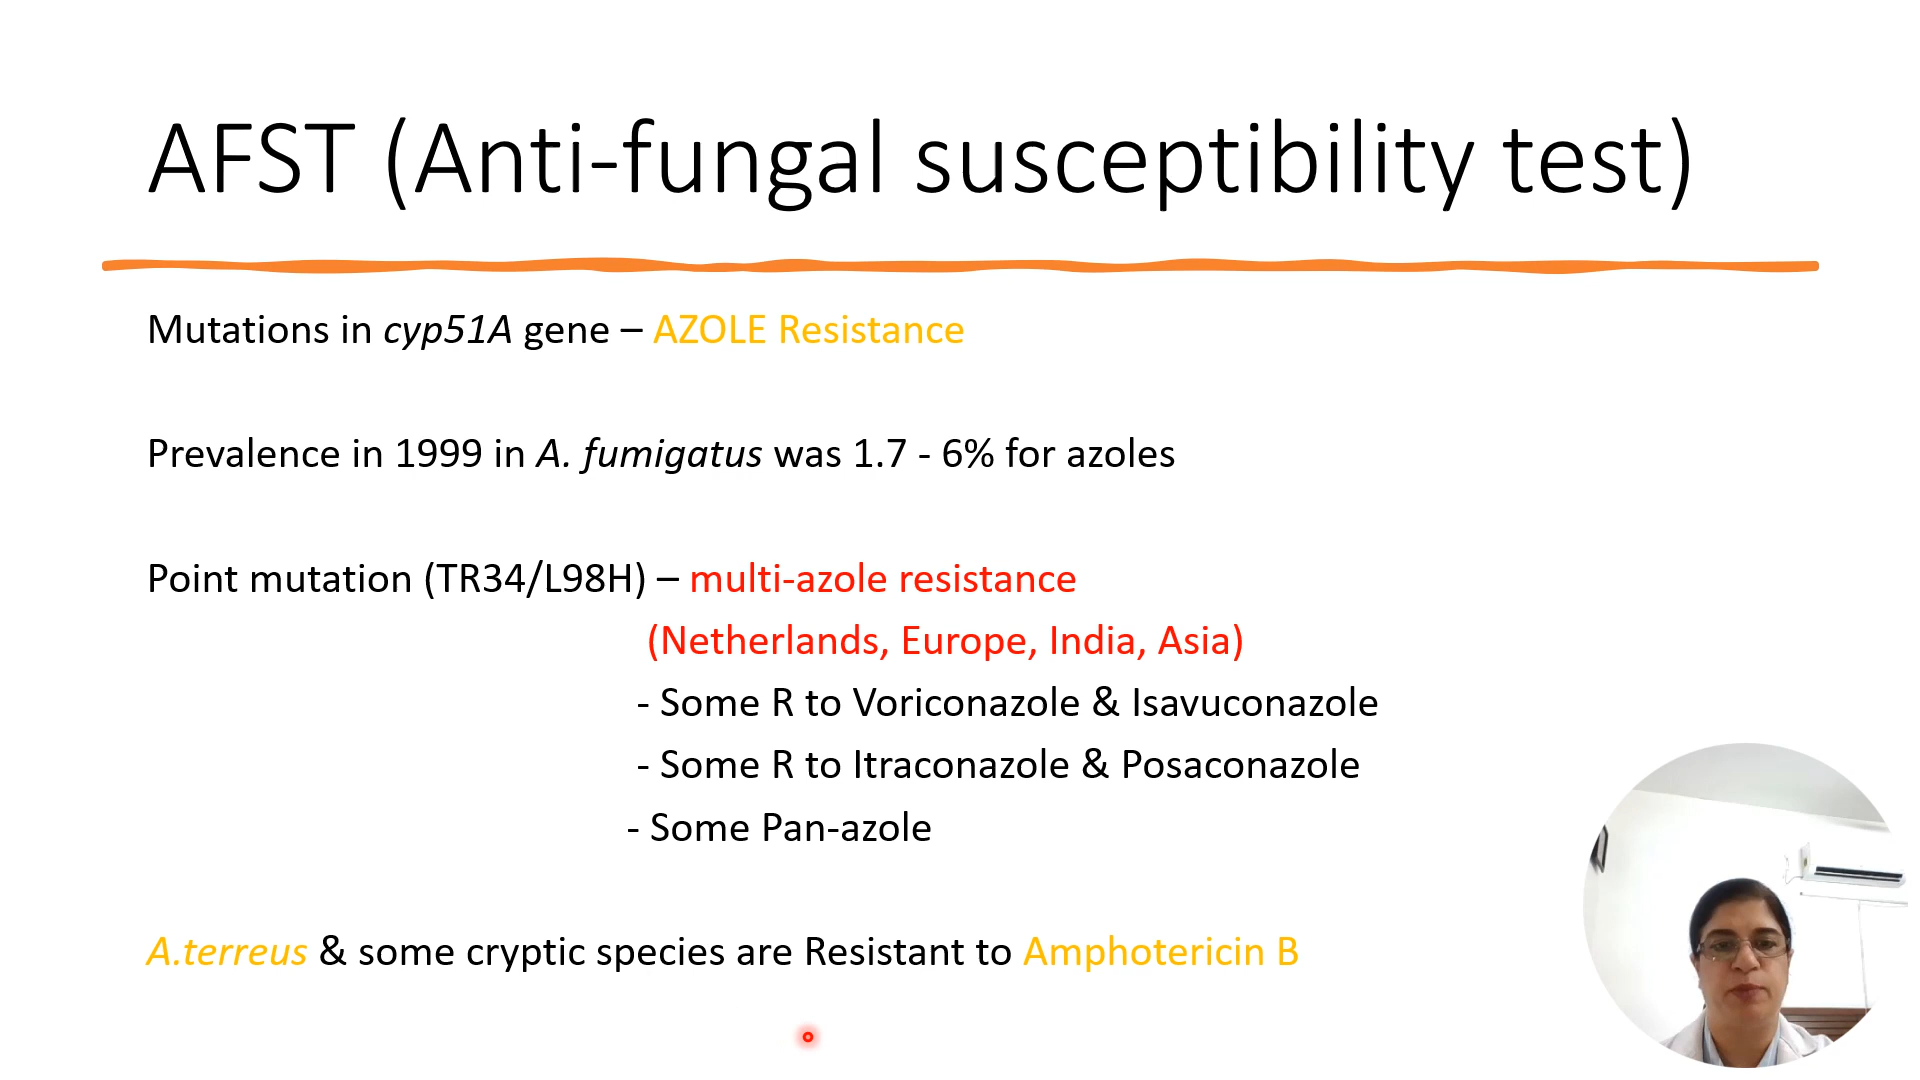 AFST (Anti-fungal susceptibility test)
Mutations in cyp51A gene – AZOLE Resistance
Prevalence in 1999 in A. fumigatus was 1.7 - 6% for azoles
Point mutation (TR34/L98H) – multi-azole resistance
(Netherlands, Europe, India, Asia)
- Some R to Voriconazole & Isavuconazole
- Some R to Itraconazole & Posaconazole
- Some Pan-azole
A.terreus & some cryptic species are Resistant to Amphotericin B